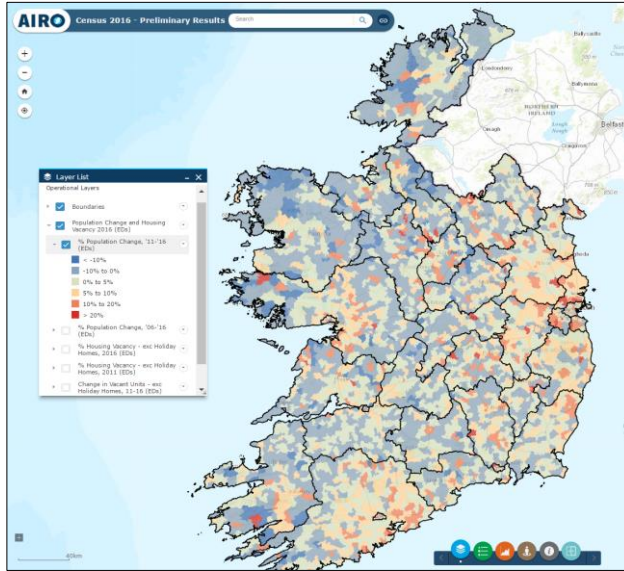 AIRO
Census 2016 - Preliminary Results
Search
Layer List
Operational Layers
Boundaries
Population Change and Housing
Vacancy 2016 (EDs)
% Population Change, '11-'16
(EDs)
< -10%
-10% to 0%
0% to 5%
5% to 10%
10% to 20%
> 20%
% Population Change, '06-'16
(EDs)
% Housing Vacancy - exc Holiday
Homes, 2016 (EDs)
% Housing Vacancy - exc Holiday
Homes, 2011 (EDs)
Change in Vacant Units - exc
Holiday Homes, 11-16 (EDs)
Ballycastle
Londonderry
Ballymena
NORTHERN
IRELAND
Omagh
Lough
Neagh
Belfast
Craigavon
40km